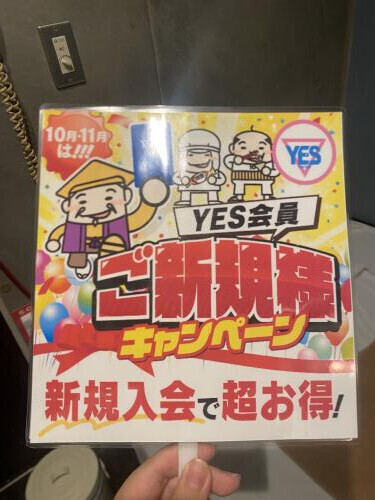 10月・11月
は!!!
YES
YES会員
ご新規様
キャンペーン
新規入会で超お得!